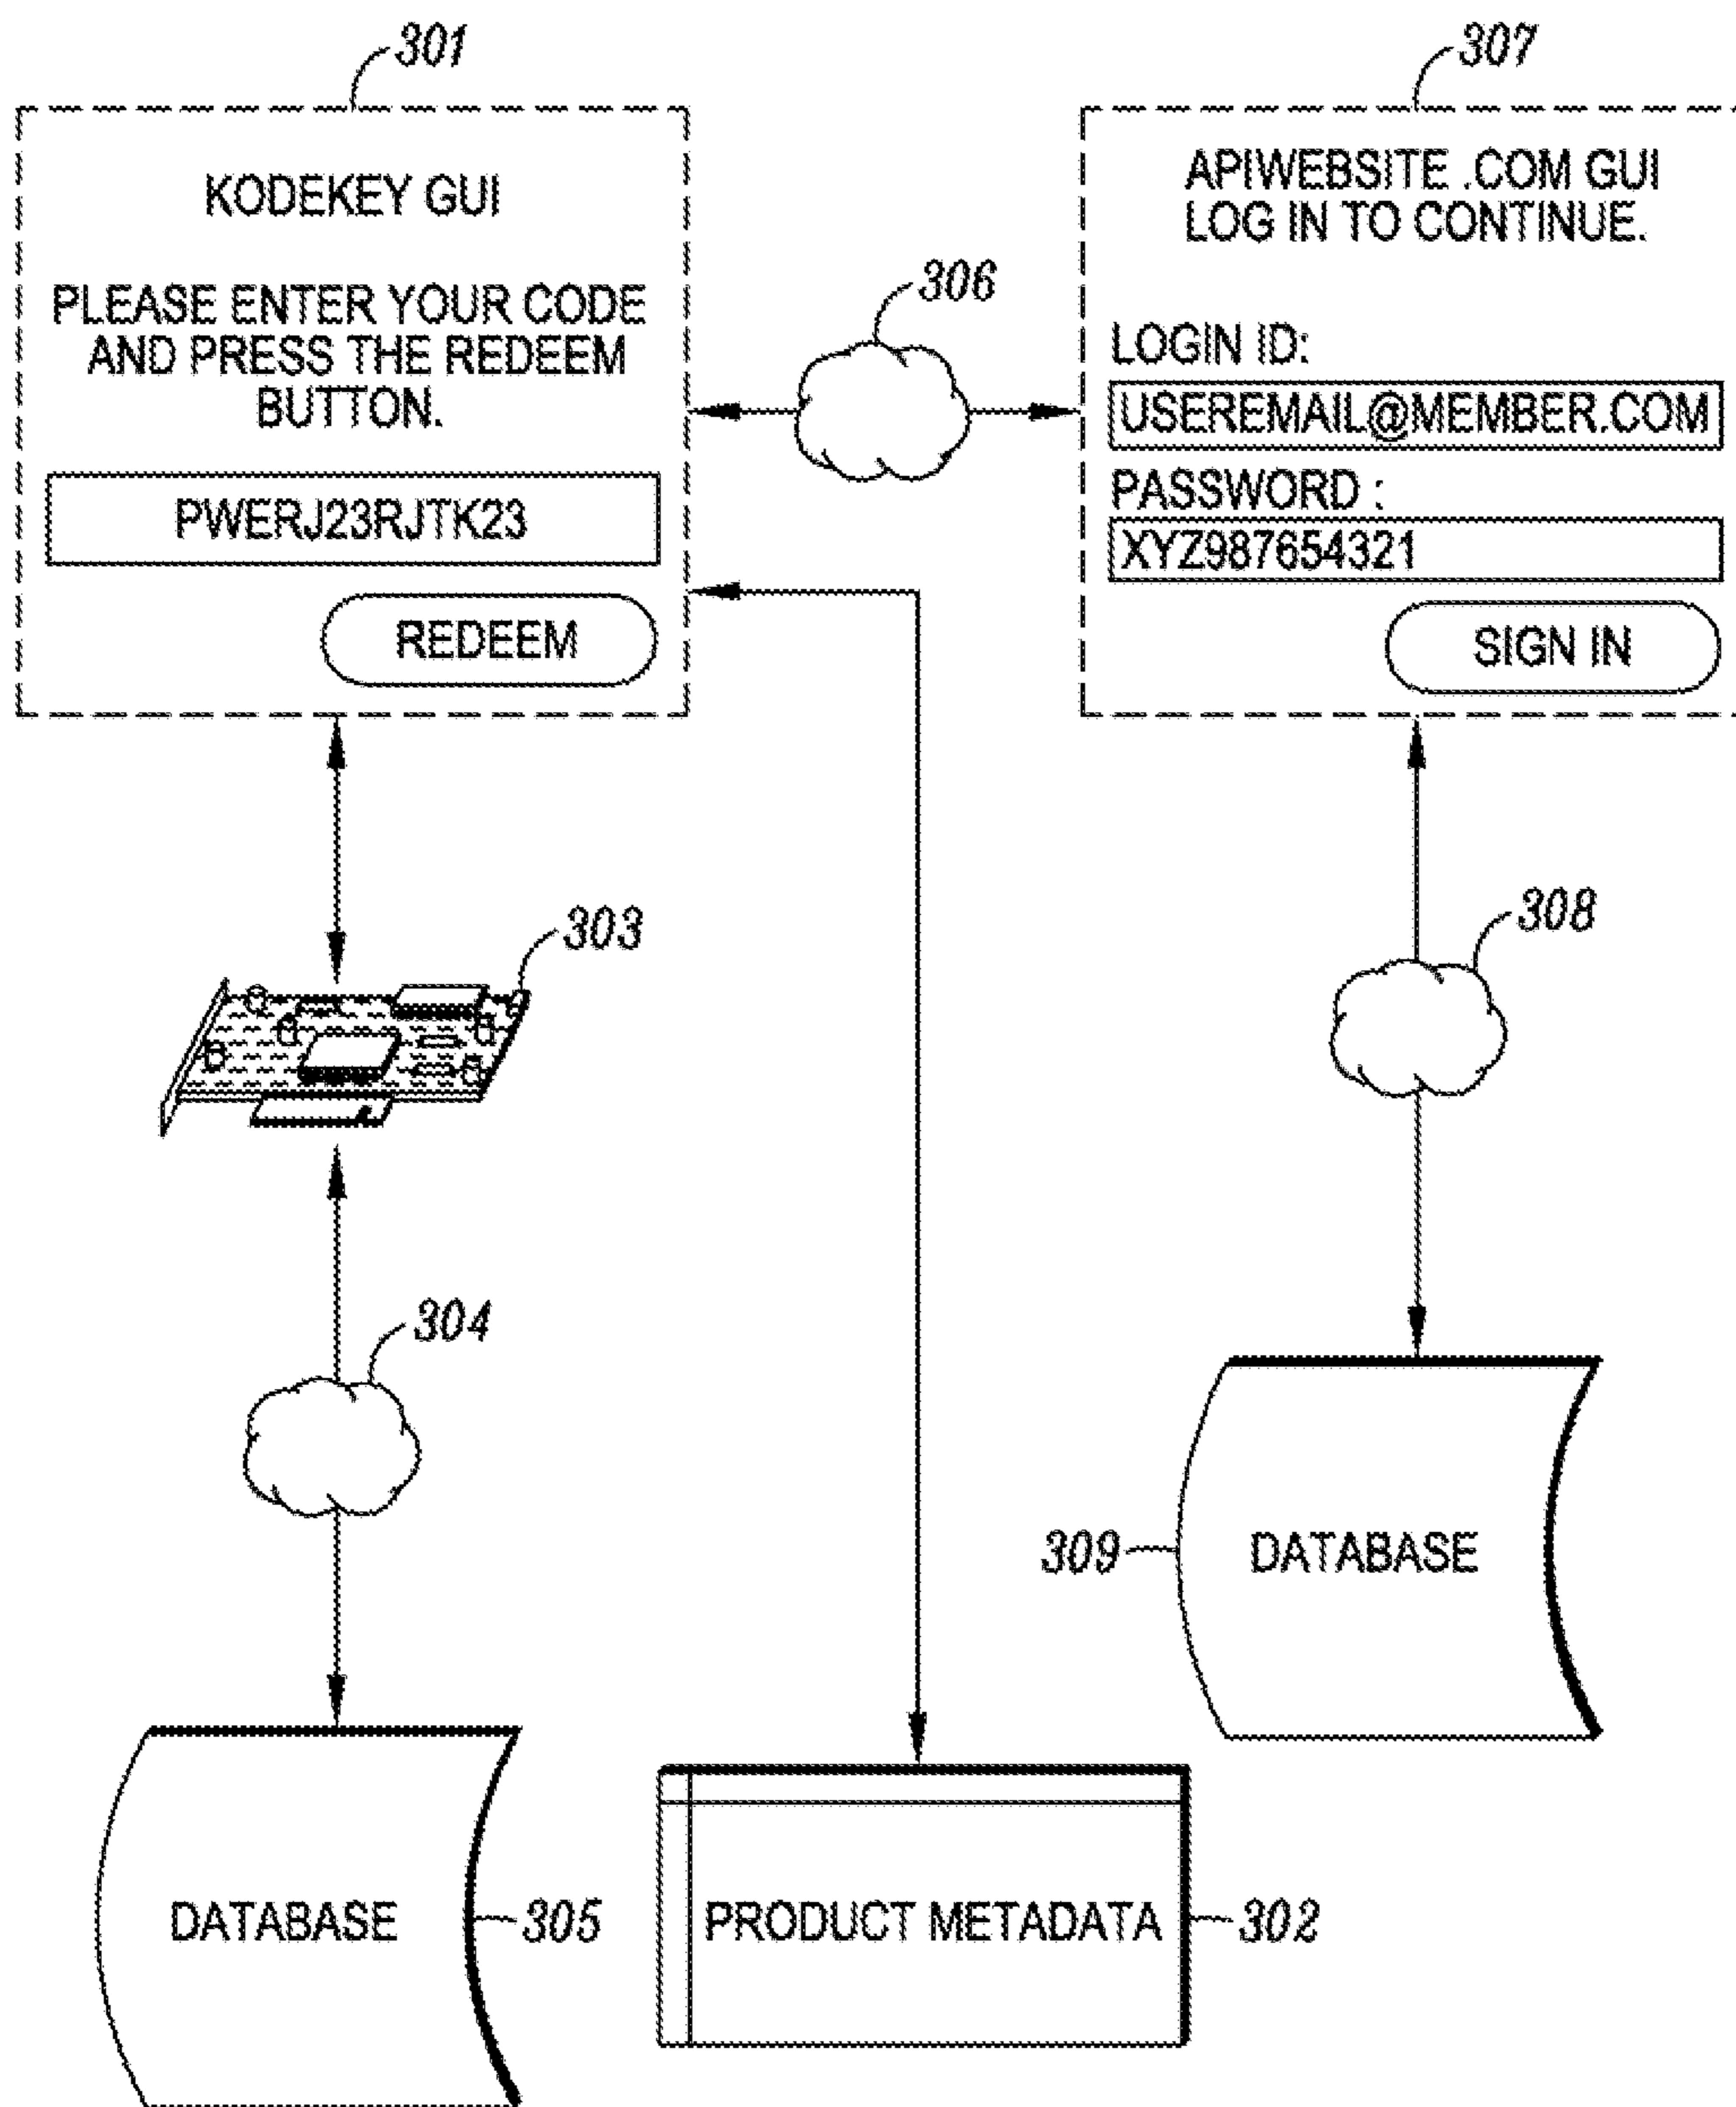 301
KODEKEY GUI
PLEASE ENTER YOUR CODE
AND PRESS THE REDEEM
BUTTON.
PWERJ23RJTK23
REDEEM
306
307
APIWEBSITE .COM GUI
LOG IN TO CONTINUE.
LOGIN ID:
USEREMAIL@MEMBER.COM
PASSWORD :
XYZ987654321
SIGN IN
303
308
304
309
DATABASE
DATABASE
305
PRODUCT METADATA
302